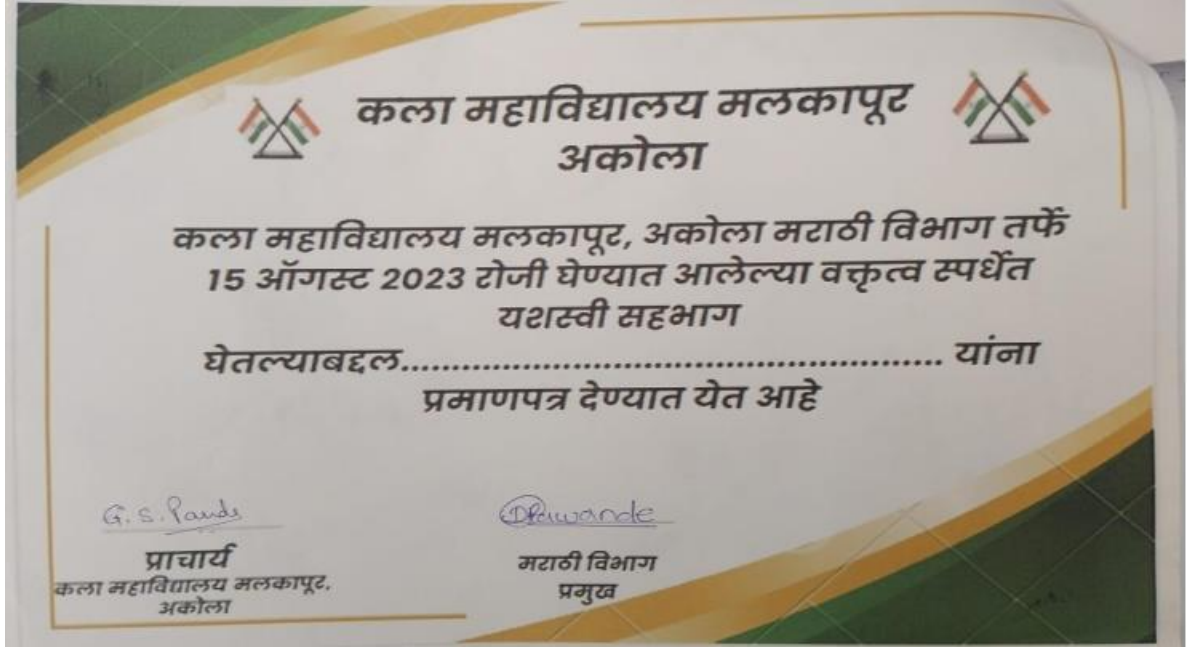 कला महाविद्यालय मलकापूर
अकोला
कला महाविद्यालय मलकापूर, अकोला मराठी विभाग तर्फे
15 ऑगस्ट 2023 रोजी घेण्यात आलेल्या वक्तृत्व स्पर्धेत
यशस्वी सहभाग
घेतल्याबद्दल.................................................... यांना
प्रमाणपत्र देण्यात येत आहे
G. S. Pande
प्राचार्य
कला महाविद्यालय मलकापूर,
अकोला
DPawande
मराठी विभाग
प्रमुख